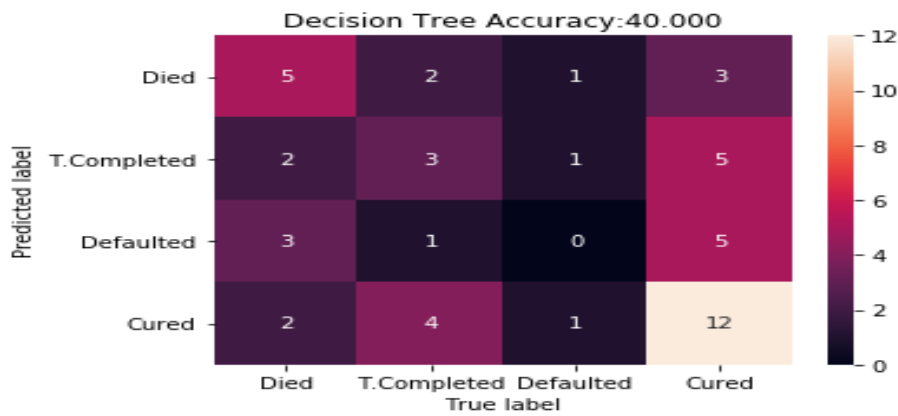 Decision Tree Accuracy:40.000
Predicted label
Died 5 2 1 3
T.Completed 2 3 1 5
Defaulted 3 1 0 5
Cured 2 4 1 12
Died T.Completed Defaulted Cured
True label
12
10
8
6
4
2
0